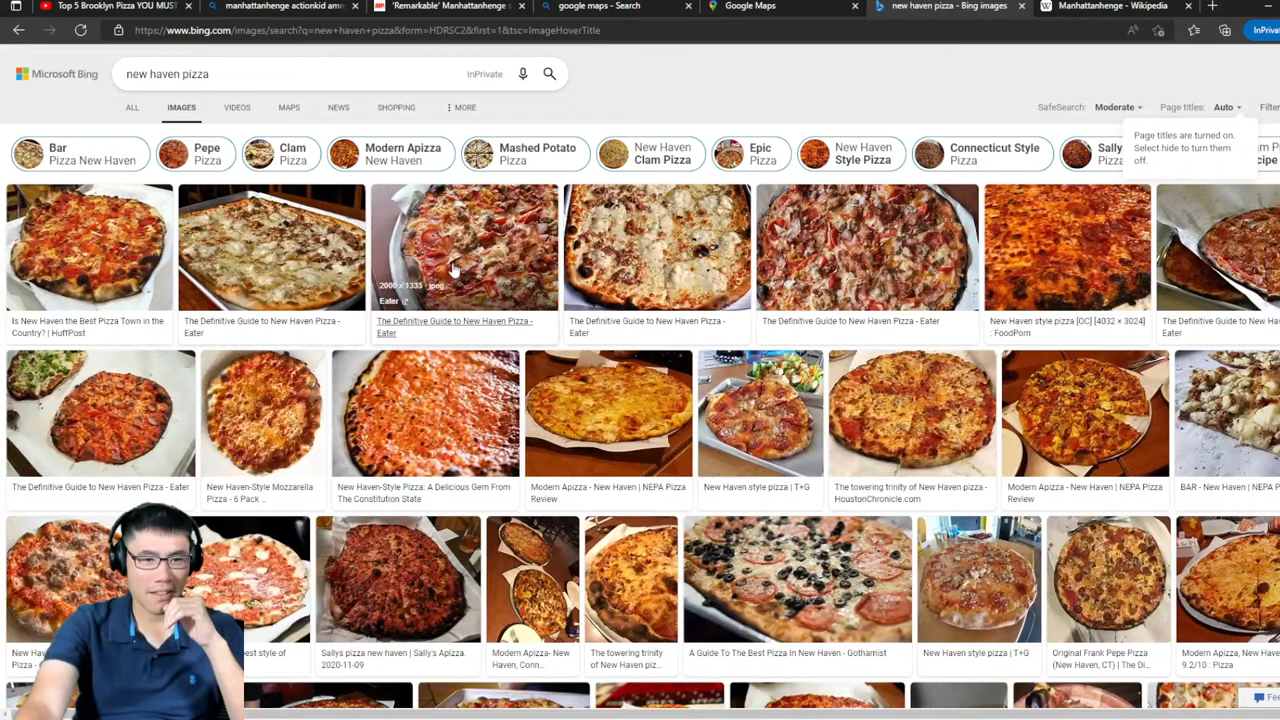 Top 5 Brooklyn Pizza YOU MUST
manhattanhenge actionkid amn
'Remarkable' Manhattanhenge s
google maps - Search
Google Maps
new haven pizza - Bing images
Manhattanhenge - Wikipedia
https://www.bing.com/images/search?q=new+haven+pizza&form=HDRSC2&first=1&tsc=ImageHoverTitle
InPrivate
Microsoft Bing
new haven pizza
InPrivate
ALL
IMAGES
VIDEOS
MAPS
NEWS
SHOPPING
MORE
SafeSearch: Moderate
Page titles: Auto
Filter
Page titles are turned on.
Select hide to turn them
off.
Bar
Pizza New Haven
Pepe
Pizza
Clam
Pizza
Modern Apizza
New Haven
Mashed Potato
Pizza
New Haven
Clam Pizza
Epic
Pizza
New Haven
Style Pizza
Connecticut Style
Pizza
Sally
Pizza
2000 x 1333 · jpeg
Eater
Is New Haven the Best Pizza Town in the
Country? | HuffPost
The Definitive Guide to New Haven Pizza -
Eater
The Definitive Guide to New Haven Pizza -
Eater
The Definitive Guide to New Haven Pizza -
Eater
The Definitive Guide to New Haven Pizza - Eater
New Haven style pizza [OC] [4032 × 3024]
: FoodPorn
The Definitive Guide to New Have
Eater
The Definitive Guide to New Haven Pizza - Eater
New Haven-Style Mozzarella
Pizza - 6 Pack ...
New Haven-Style Pizza: A Delicious Gem From
The Constitution State
Modern Apizza - New Haven | NEPA Pizza
Review
New Haven style pizza | T+G
The towering trinity of New Haven pizza -
HoustonChronicle.com
Modern Apizza - New Haven | NEPA Pizza
Review
BAR - New Haven | NEPA
New Hav
Pizza - C
best style of
Sallys pizza new haven | Sally's Apizza.
2020-11-09
Modern Apizza- New
Haven, Conn...
The towering trinity
of New Haven piz...
A Guide To The Best Pizza In New Haven - Gothamist
New Haven style pizza | T+G
Original Frank Pepe Pizza
(New Haven, CT) | The Di...
Modern Apizza, New Have
9.2/10 : Pizza
Fee